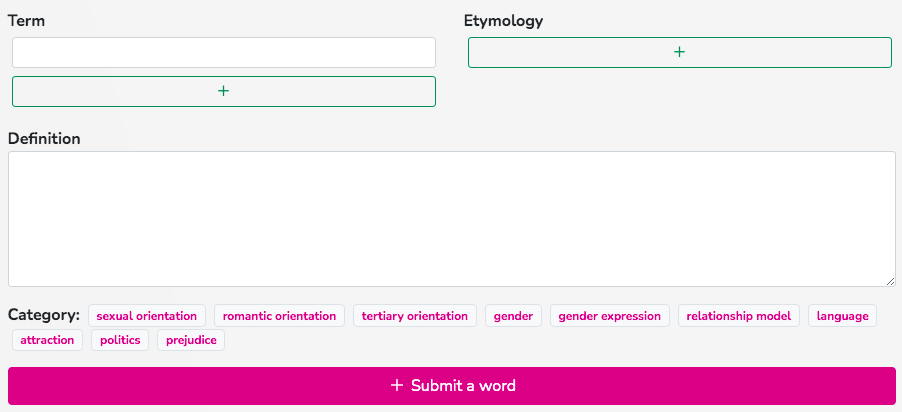 Term
Etymology
+
+
Definition
Category: sexual orientation romantic orientation tertiary orientation gender gender expression relationship model language
attraction politics prejudice
+ Submit a word